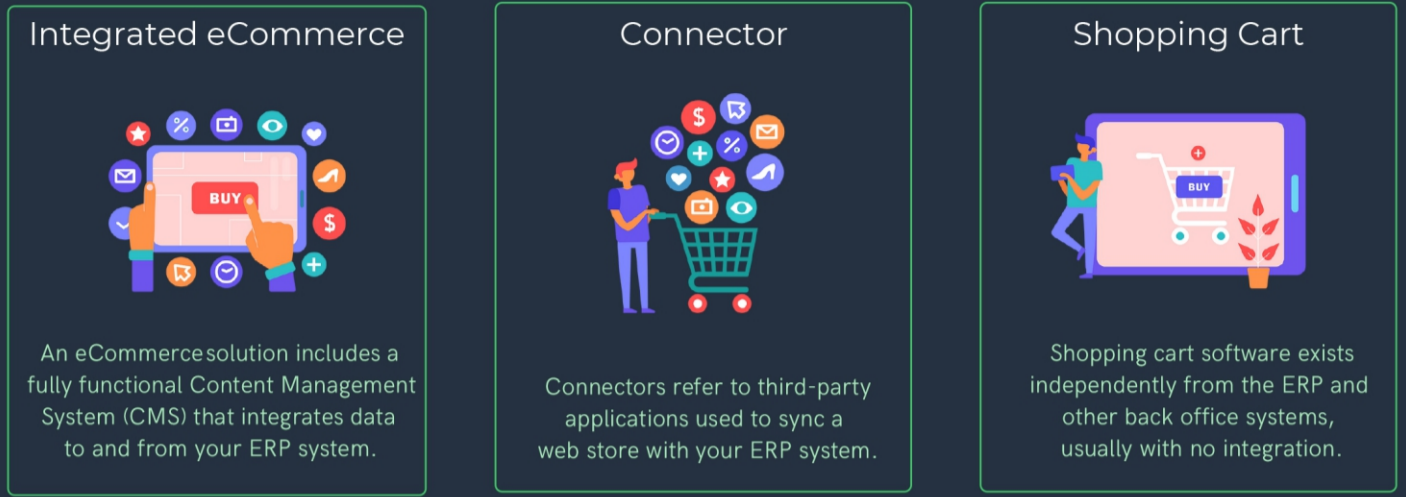 Integrated eCommerce
BUY
%
$
An eCommerce solution includes a
fully functional Content Management
System (CMS) that integrates data
to and from your ERP system.
Connector
$
%
Connectors refer to third-party
applications used to sync a
web store with your ERP system.
Shopping Cart
BUY
Shopping cart software exists
independently from the ERP and
other back office systems,
usually with no integration.